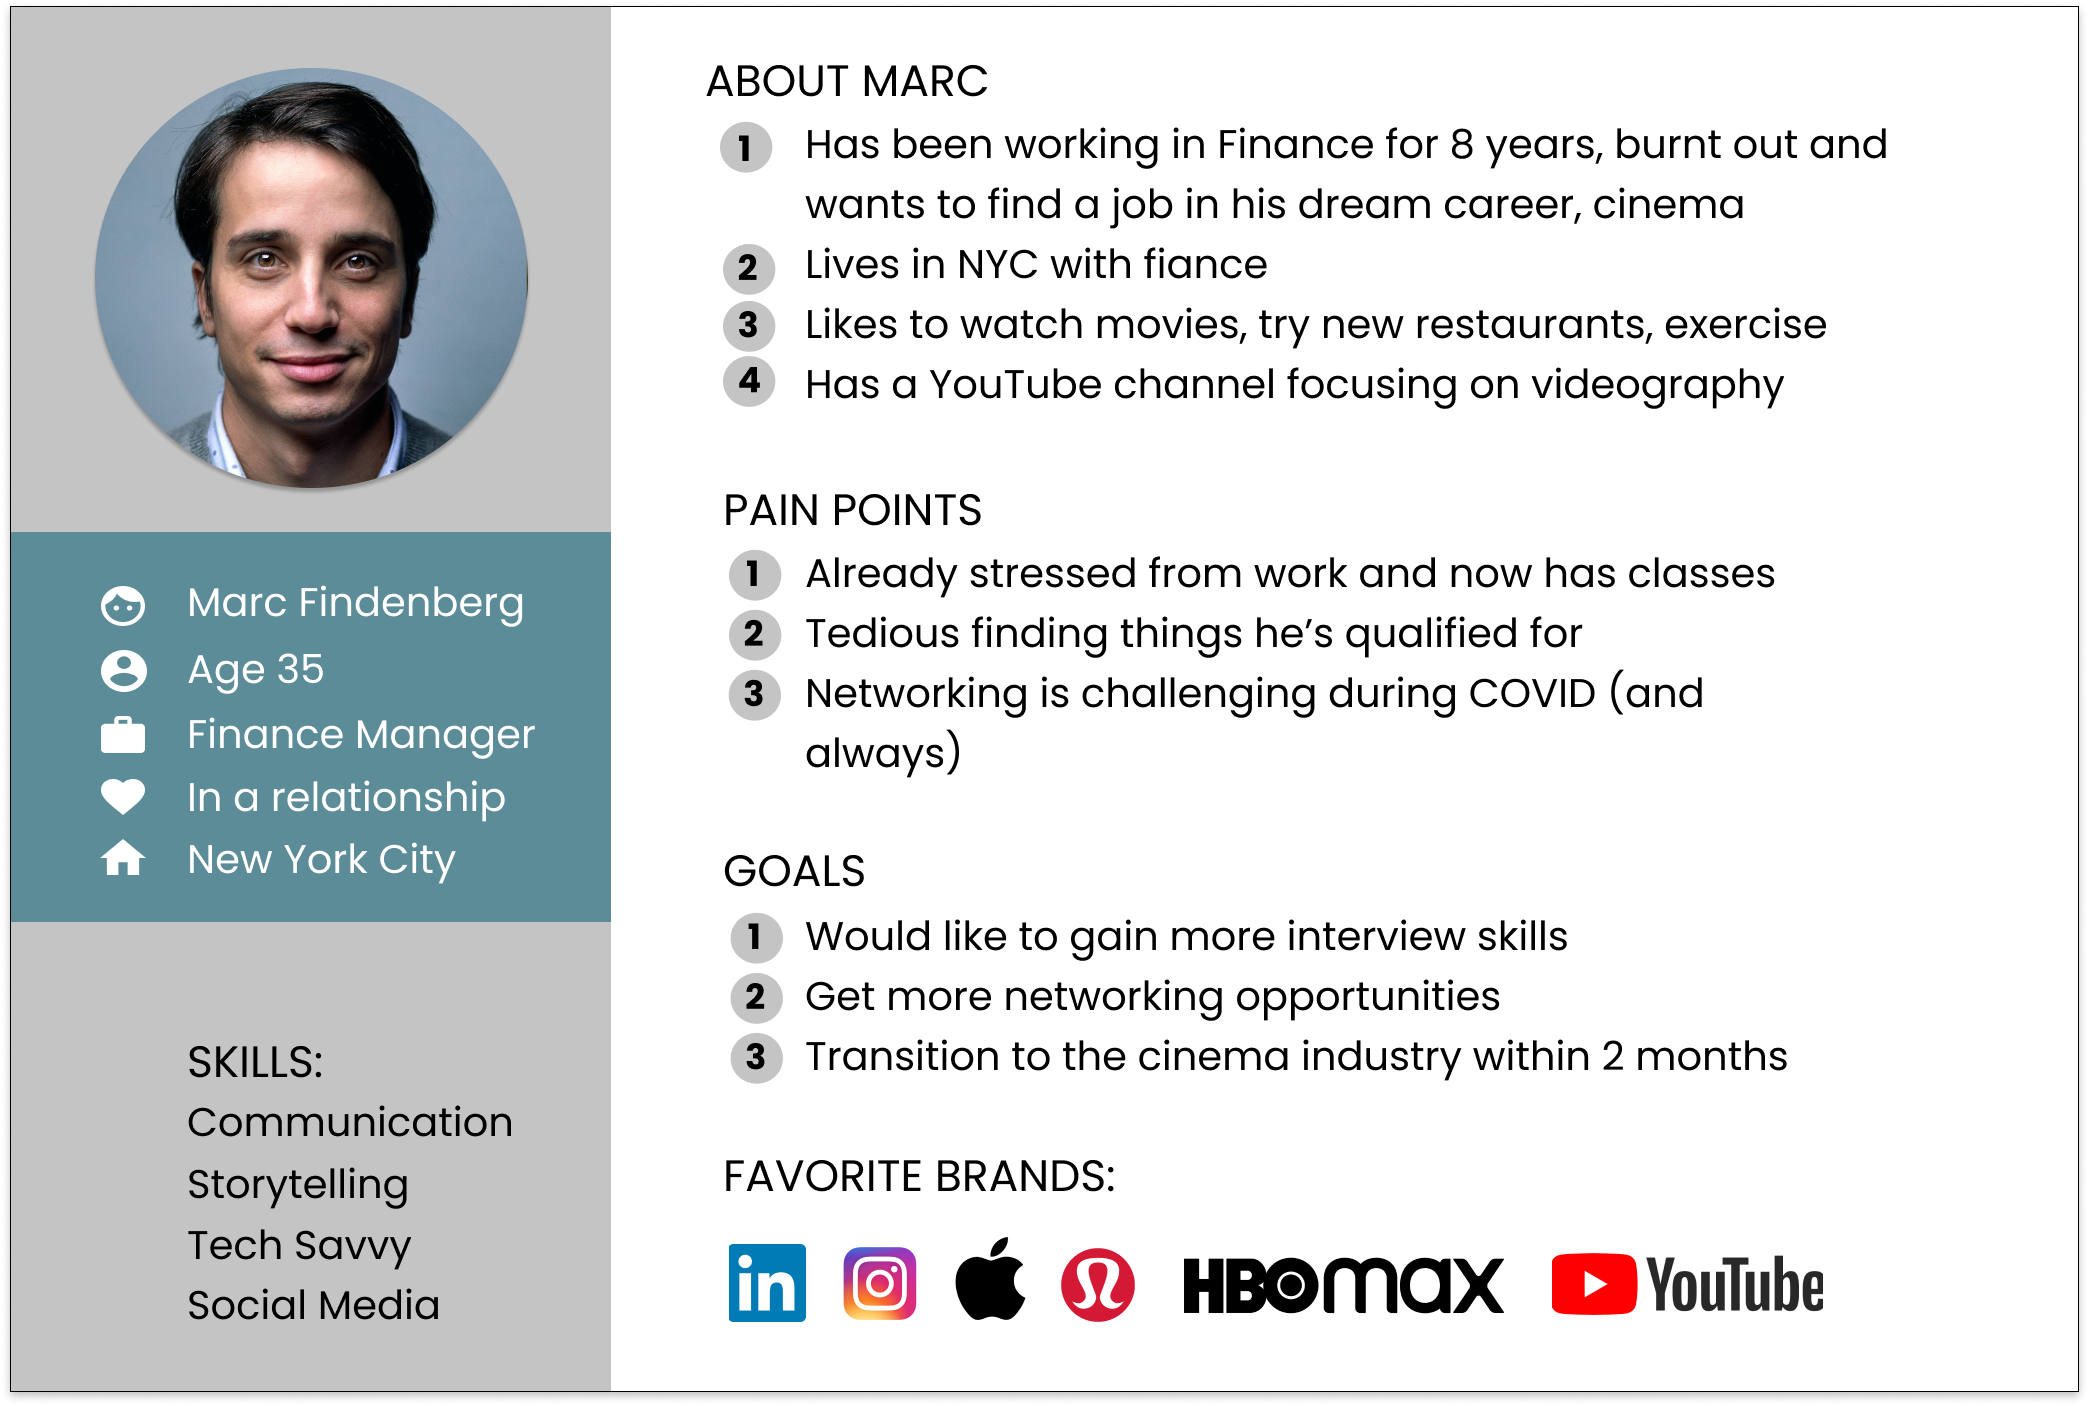 Marc Findenberg
Age 35
Finance Manager
In a relationship
New York City
SKILLS:
Communication
Storytelling
Tech Savvy
Social Media
ABOUT MARC
1 Has been working in Finance for 8 years, burnt out and
wants to find a job in his dream career, cinema
2 Lives in NYC with fiance
3 Likes to watch movies, try new restaurants, exercise
4 Has a YouTube channel focusing on videography
PAIN POINTS
1 Already stressed from work and now has classes
2 Tedious finding things he’s qualified for
3 Networking is challenging during COVID (and
always)
GOALS
1 Would like to gain more interview skills
2 Get more networking opportunities
3 Transition to the cinema industry within 2 months
FAVORITE BRANDS:
in HBOmax YouTube